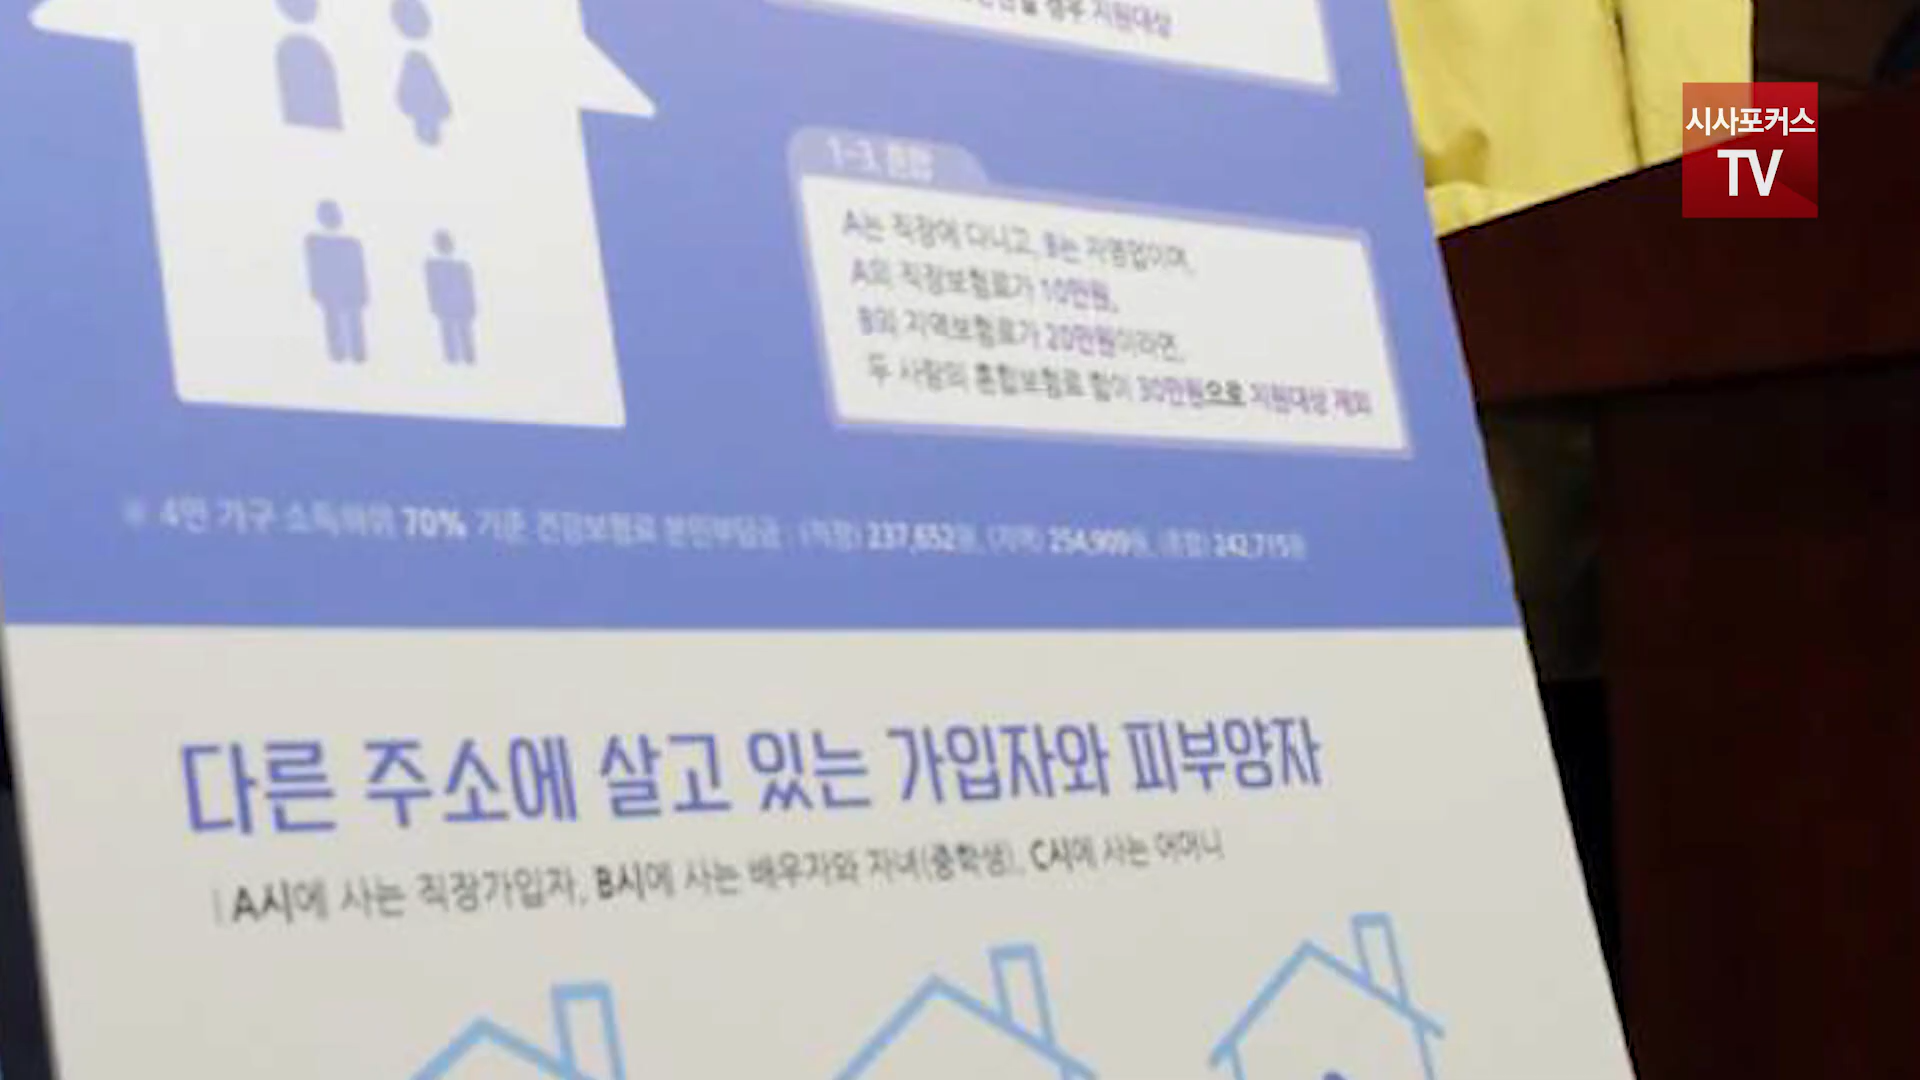 경우 지원대상
시사포커스
TV
1-3. 혼합
A는 직장에 다니고, B는 자영업이며,
A의 직장보험료가 10만원,
B의 지역보험료가 20만원이라면,
두 사람의 혼합보험료 합이 30만원으로 지원대상 제외
※ 4인 가구 소득하위 70% 기준 건강보험료 본인부담금 : (직장) 237,652원, (지역) 254,909원, (혼합) 242,715원
다른 주소에 살고 있는 가입자와 피부양자
A시에 사는 직장가입자, B시에 사는 배우자와 자녀(중학생), C시에 사는 어머니